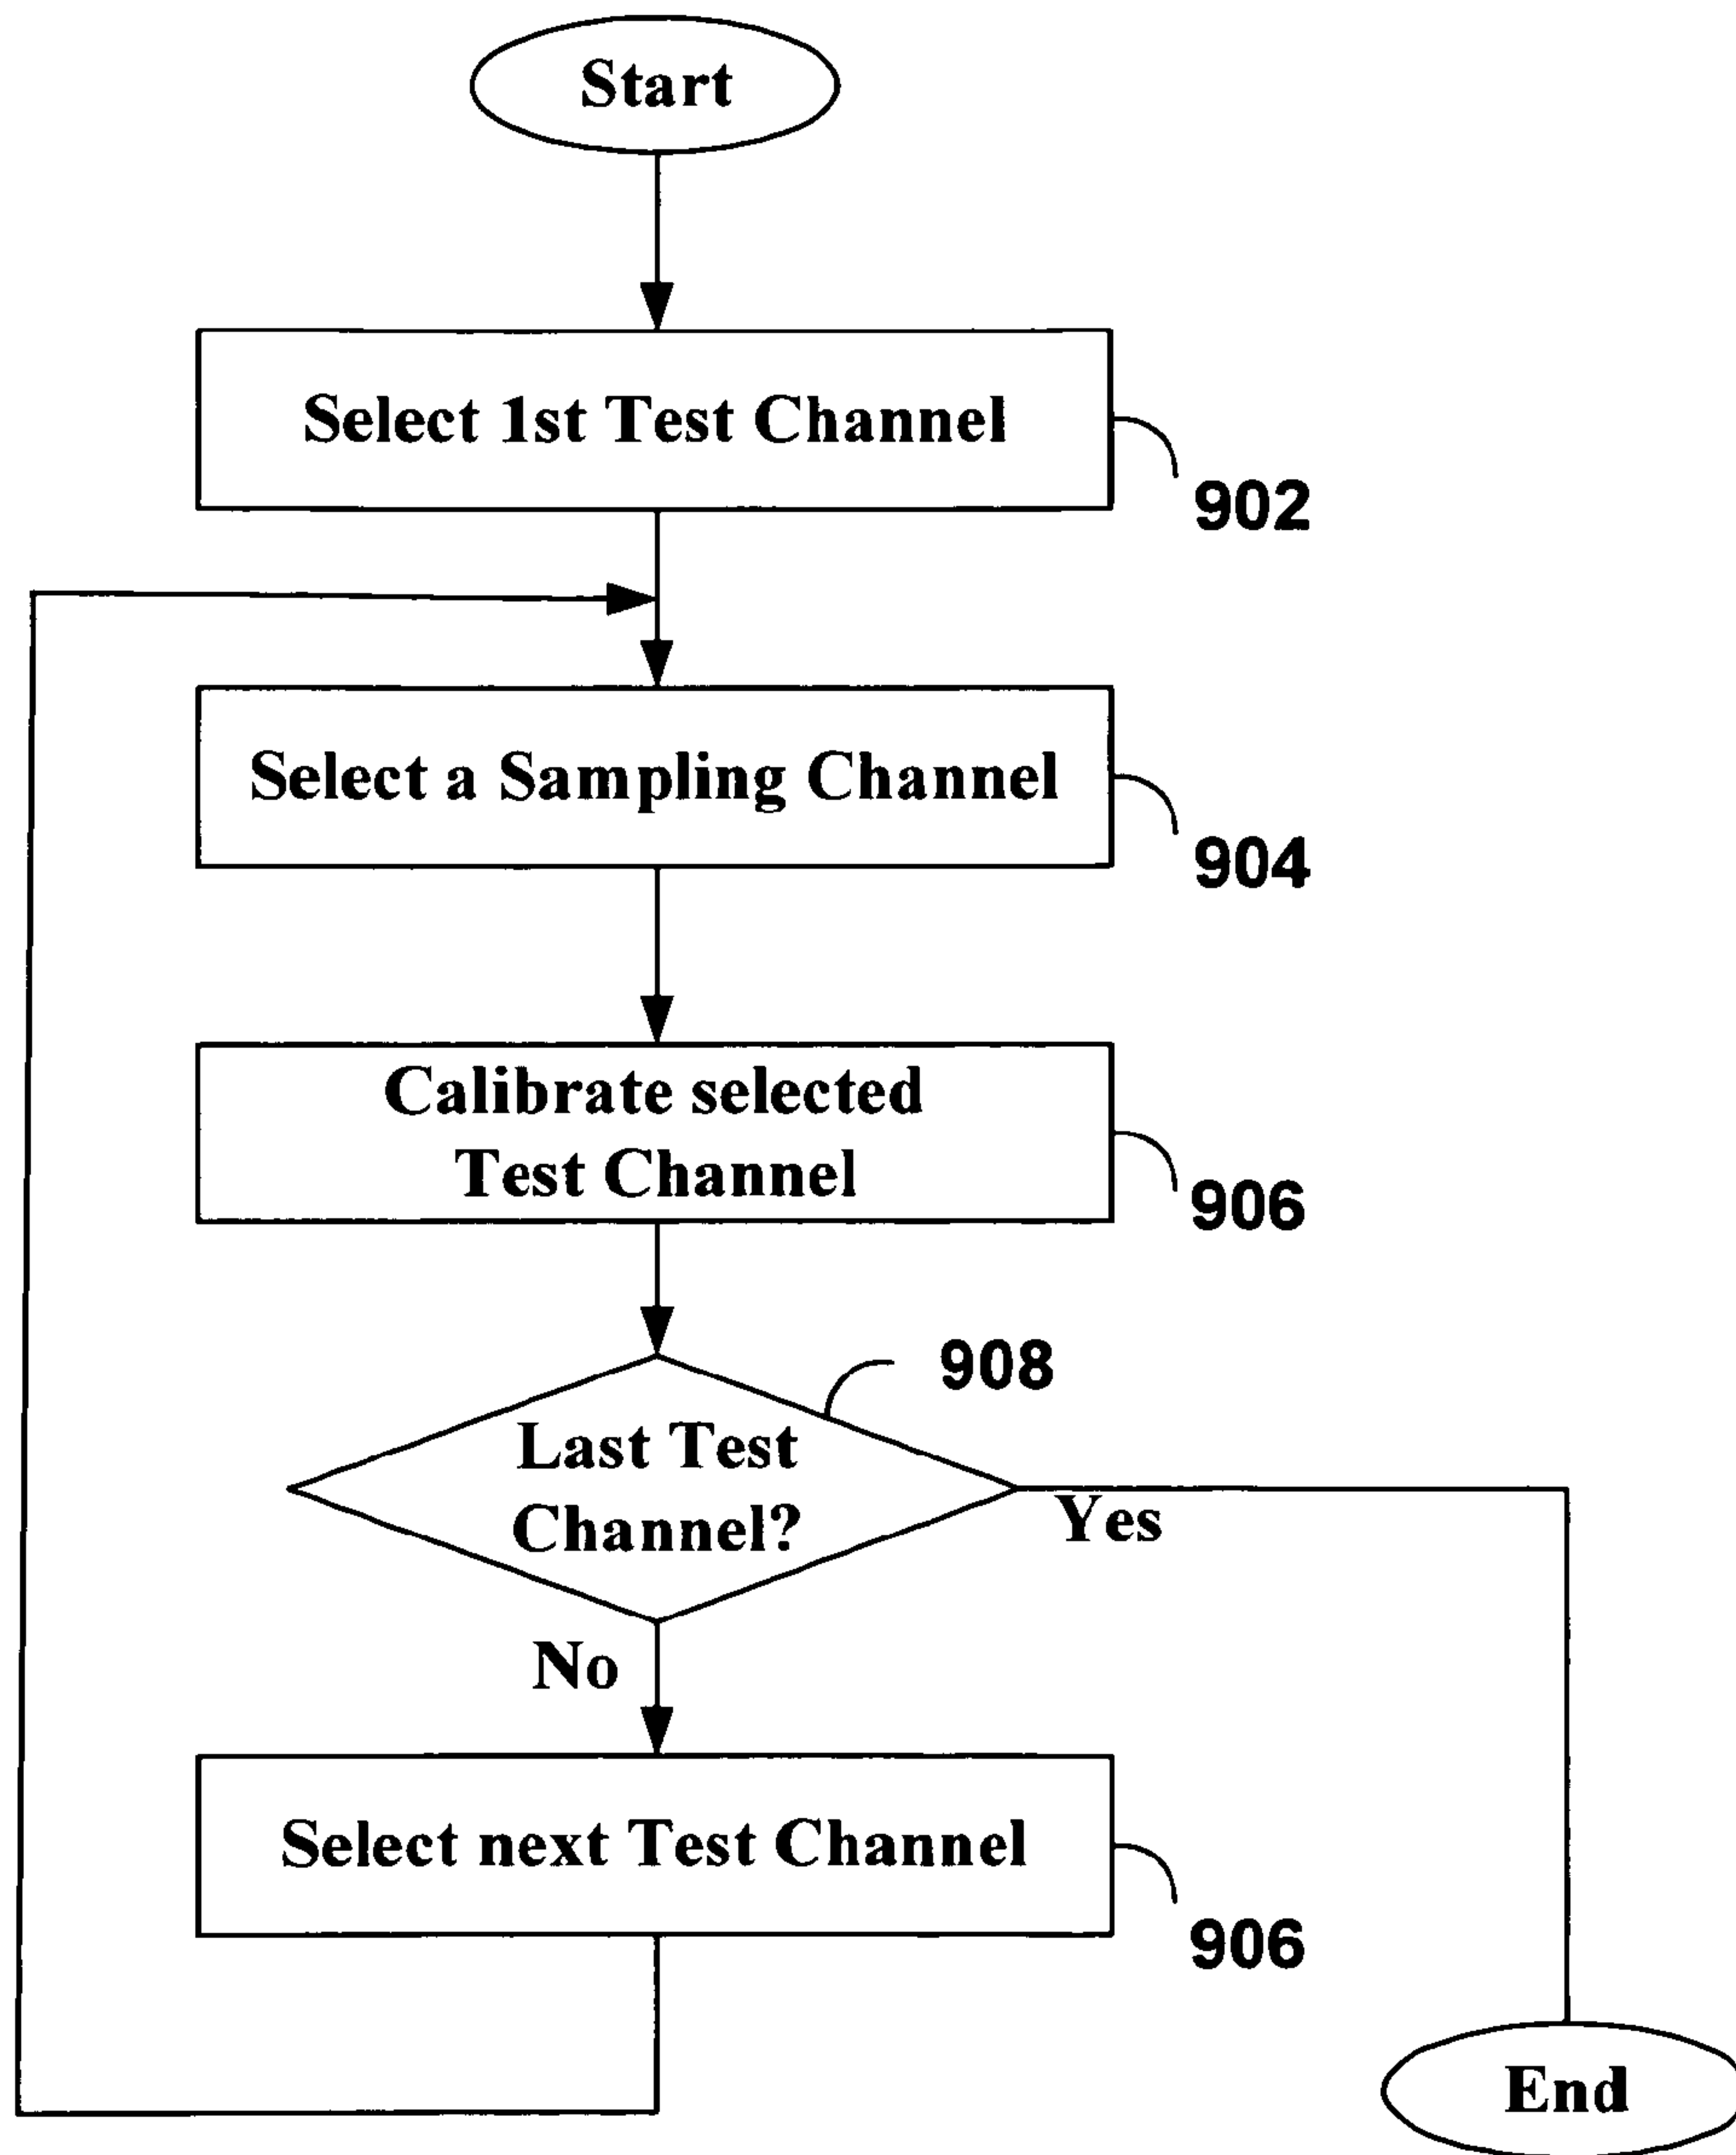 Start
Select 1st Test Channel
902
Select a Sampling Channel
904
Calibrate selected
Test Channel
906
908
Last Test
Channel?
Yes
No
Select next Test Channel
906
End